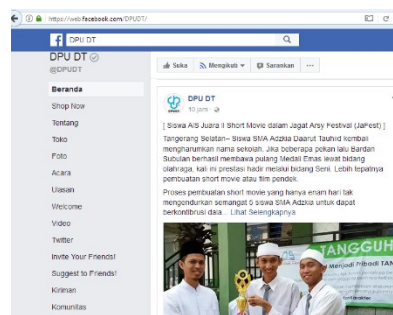 https://web.facebook.com/DPUDT/
DPU DT
DPU DT
@DPUDT
Suka Mengikuti Sarankan ...
Beranda
Shop Now
Tentang
Toko
Foto
Acara
Ulasan
Welcome
Video
Twitter
Invite Your Friends!
Suggest to Friends!
Kiriman
Komunitas
DPU DT
10 jam
[ Siswa AIS Juara II Short Movie dalam Jagat Arsy Festival (JaFest) ]
Tangerang Selatan– Siswa SMA Adzkia Daarut Tauhid kembali
mengharumkan nama sekolah. Jika beberapa pekan lalu Bardan
Subulan berhasil membawa pulang Medali Emas lewat bidang
olahraga, kali ini prestasi hadir melalui bidang Seni. Lebih tepatnya
pembuatan short movie atau film pendek.
Proses pembuatan short movie yang hanya enam hari tak
mengendurkan semangat 5 siswa SMA Adzkia untuk dapat
berkontibrusi dala... Lihat Selengkapnya
TANGGUH
Menjadi Pribadi TAN